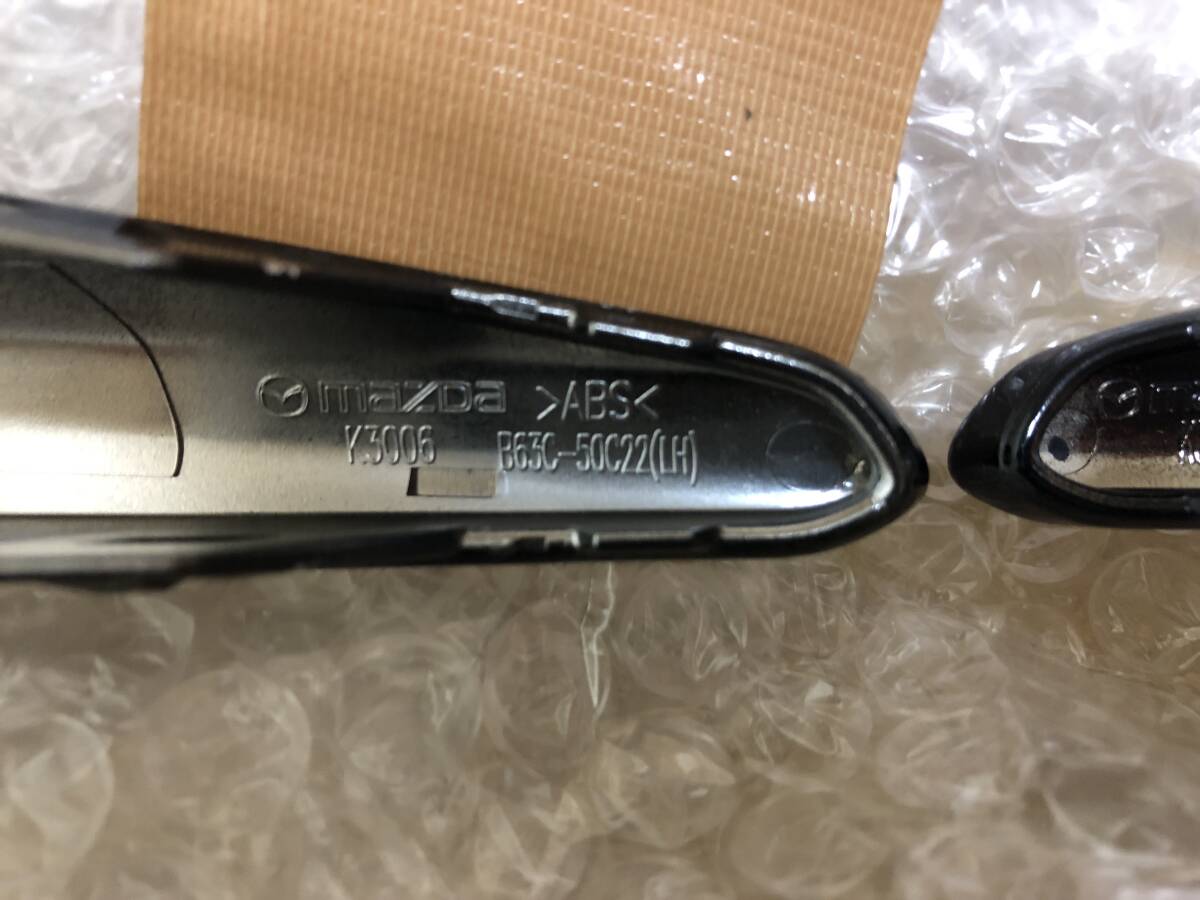 mazda >ABS<
K3006 B63C-50C22(LH)
m